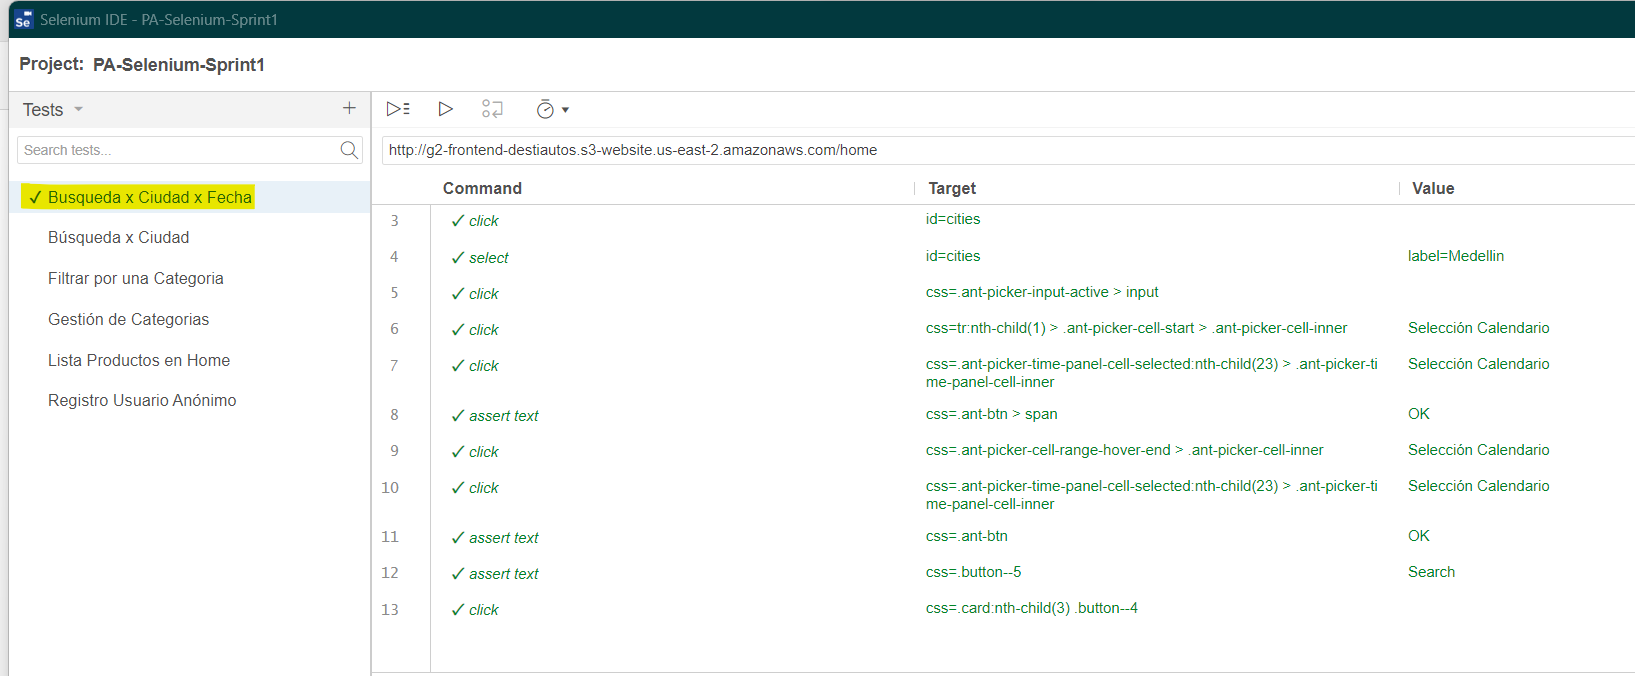 Se Selenium IDE - PA-Selenium-Sprint1
Project: PA-Selenium-Sprint1
Tests
Search tests...
✓ Busqueda x Ciudad x Fecha
Búsqueda x Ciudad
Filtrar por una Categoria
Gestión de Categorias
Lista Productos en Home
Registro Usuario Anónimo
http://g2-frontend-destiautos.s3-website.us-east-2.amazonaws.com/home
Command Target Value
3 ✓ click id=cities
4 ✓ select id=cities label=Medellin
5 ✓ click css=.ant-picker-input-active > input
6 ✓ click css=tr:nth-child(1) > .ant-picker-cell-start > .ant-picker-cell-inner Selección Calendario
7 ✓ click css=.ant-picker-time-panel-cell-selected:nth-child(23) > .ant-picker-ti Selección Calendario
me-panel-cell-inner
8 ✓ assert text css=.ant-btn > span OK
9 ✓ click css=.ant-picker-cell-range-hover-end > .ant-picker-cell-inner Selección Calendario
10 ✓ click css=.ant-picker-time-panel-cell-selected:nth-child(23) > .ant-picker-ti Selección Calendario
me-panel-cell-inner
11 ✓ assert text css=.ant-btn OK
12 ✓ assert text css=.button--5 Search
13 ✓ click css=.card:nth-child(3) .button--4